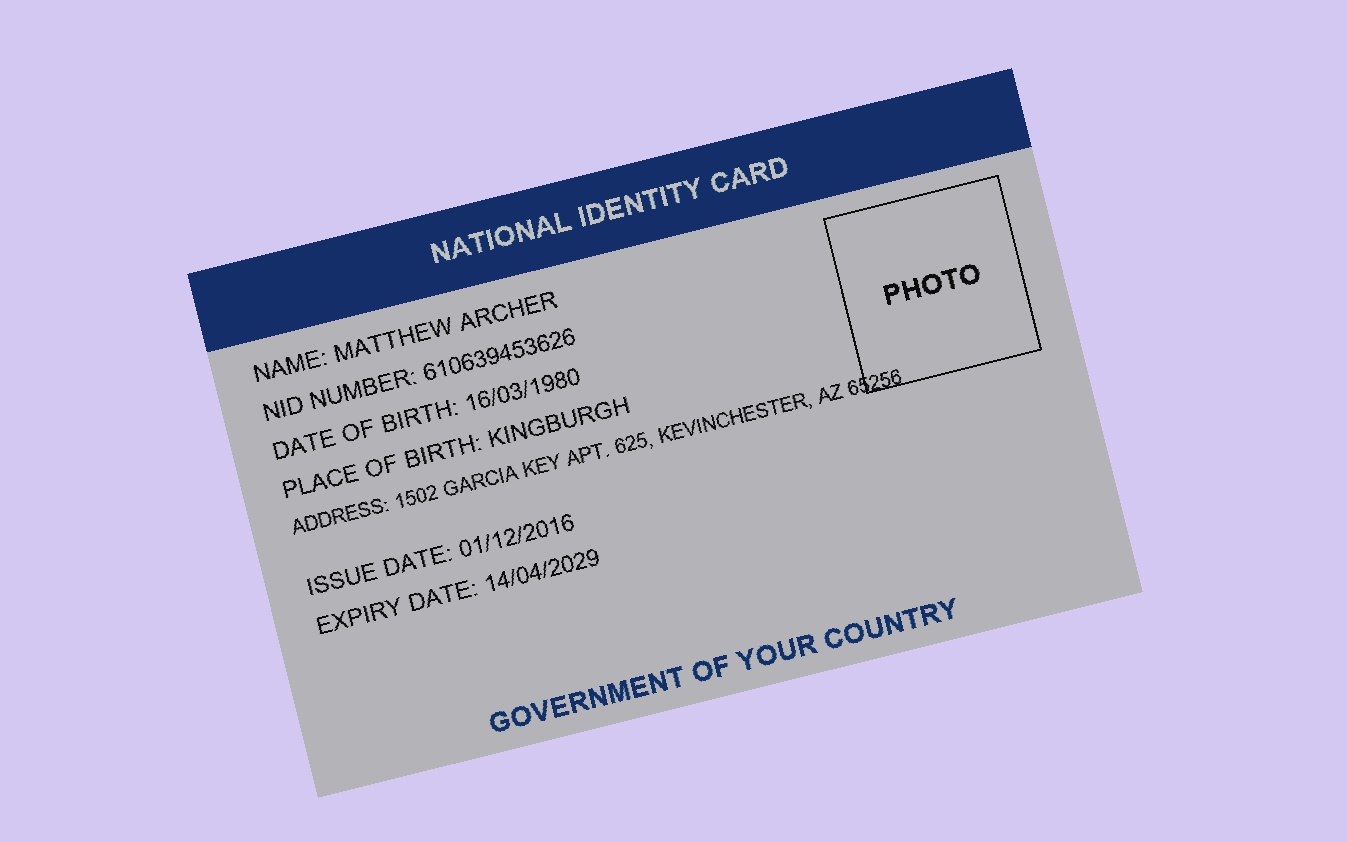 NATIONAL IDENTITY CARD
PHOTO
NAME: MATTHEW ARCHER
NID NUMBER: 610639453626
DATE OF BIRTH: 16/03/1980
PLACE OF BIRTH: KINGBURGH
ADDRESS: 1502 GARCIA KEY APT. 625, KEVINCHESTER, AZ 65256
ISSUE DATE: 01/12/2016
EXPIRY DATE: 14/04/2029
GOVERNMENT OF YOUR COUNTRY